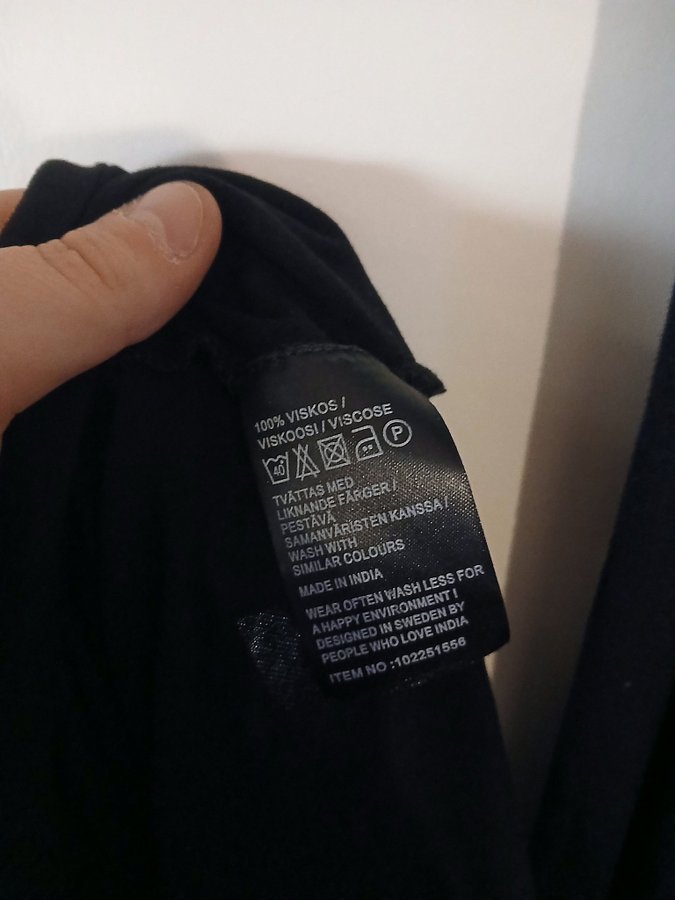 100% VISKOS /
VISKOOSI / VISCOSE
40 P
TVÄTTAS MED
LIKNANDE FÄRGER /
PESTÄVÄ
SAMANVÄRISTEN KANSSA /
WASH WITH
SIMILAR COLOURS
MADE IN INDIA
WEAR OFTEN WASH LESS FOR
A HAPPY ENVIRONMENT !
DESIGNED IN SWEDEN BY
PEOPLE WHO LOVE INDIA
ITEM NO :102251556